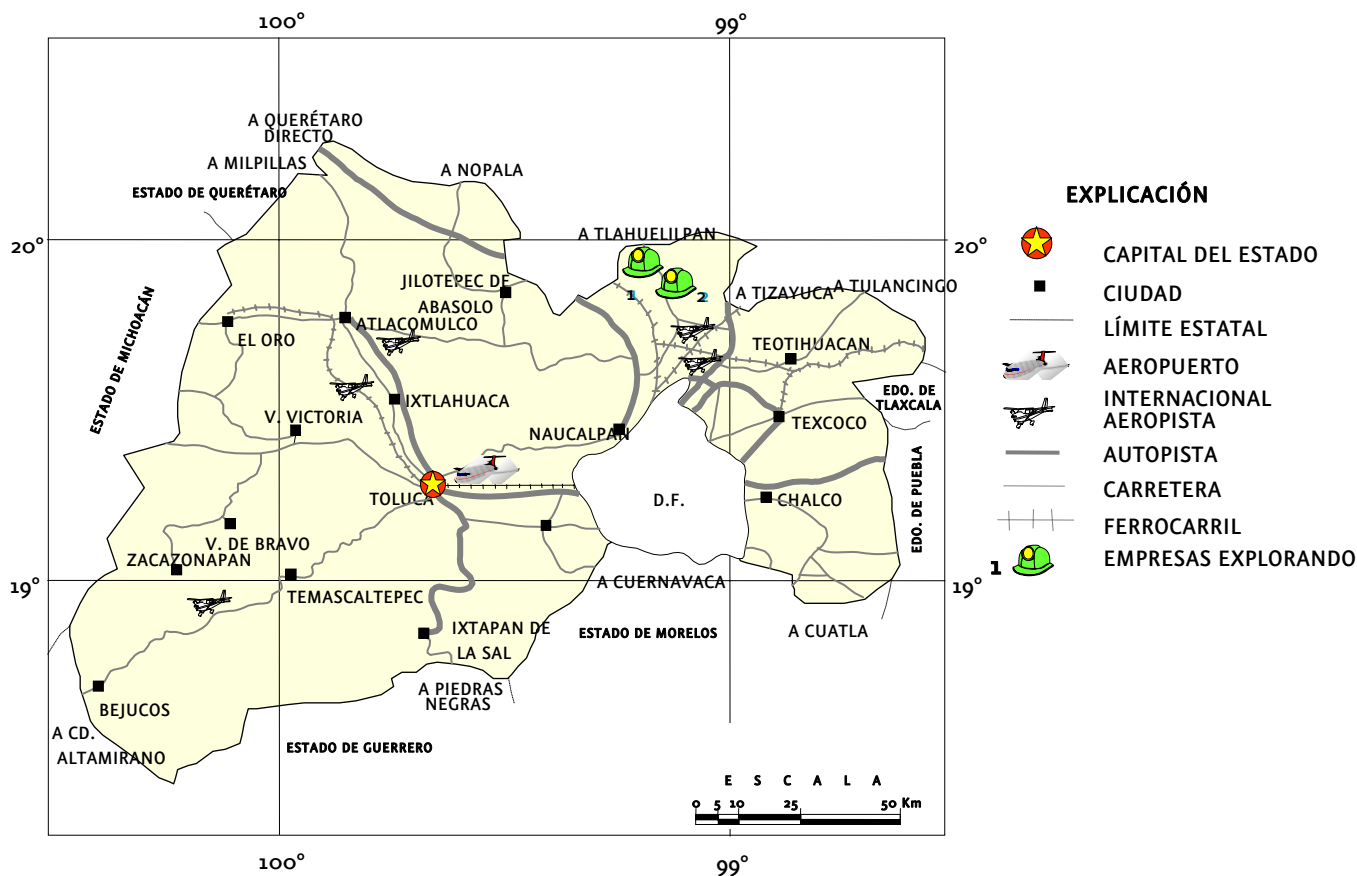 100°
99°
A QUERÉTARO
DIRECTO
A MILPILLAS
A NOPALA
ESTADO DE QUERÉTARO
20°
20°
A TLAHUELILPAN
1
2
2
A TIZAYUCA
A TULANCINGO
JILOTEPEC DE
ABASOLO
ESTADO DE MICHOACÁN
ATLACOMULCO
EL ORO
TEOTIHUACAN
EDO. DE
TLAXCALA
IXTLAHUACA
V. VICTORIA
NAUCALPAN
TEXCOCO
EDO. DE PUEBLA
TOLUCA
D.F.
CHALCO
V. DE BRAVO
ZACAZONAPAN
19°
19°
A CUERNAVACA
TEMASCALTEPEC
IXTAPAN DE
LA SAL
ESTADO DE MORELOS
A CUATLA
A PIEDRAS
NEGRAS
BEJUCOS
A CD.
ALTAMIRANO
ESTADO DE GUERRERO
E S C A L A
0 5 10 25 50 Km
100°
99°
EXPLICACIÓN
CAPITAL DEL ESTADO
CIUDAD
LÍMITE ESTATAL
AEROPUERTO
INTERNACIONAL
AEROPISTA
AUTOPISTA
CARRETERA
FERROCARRIL
1 EMPRESAS EXPLORANDO